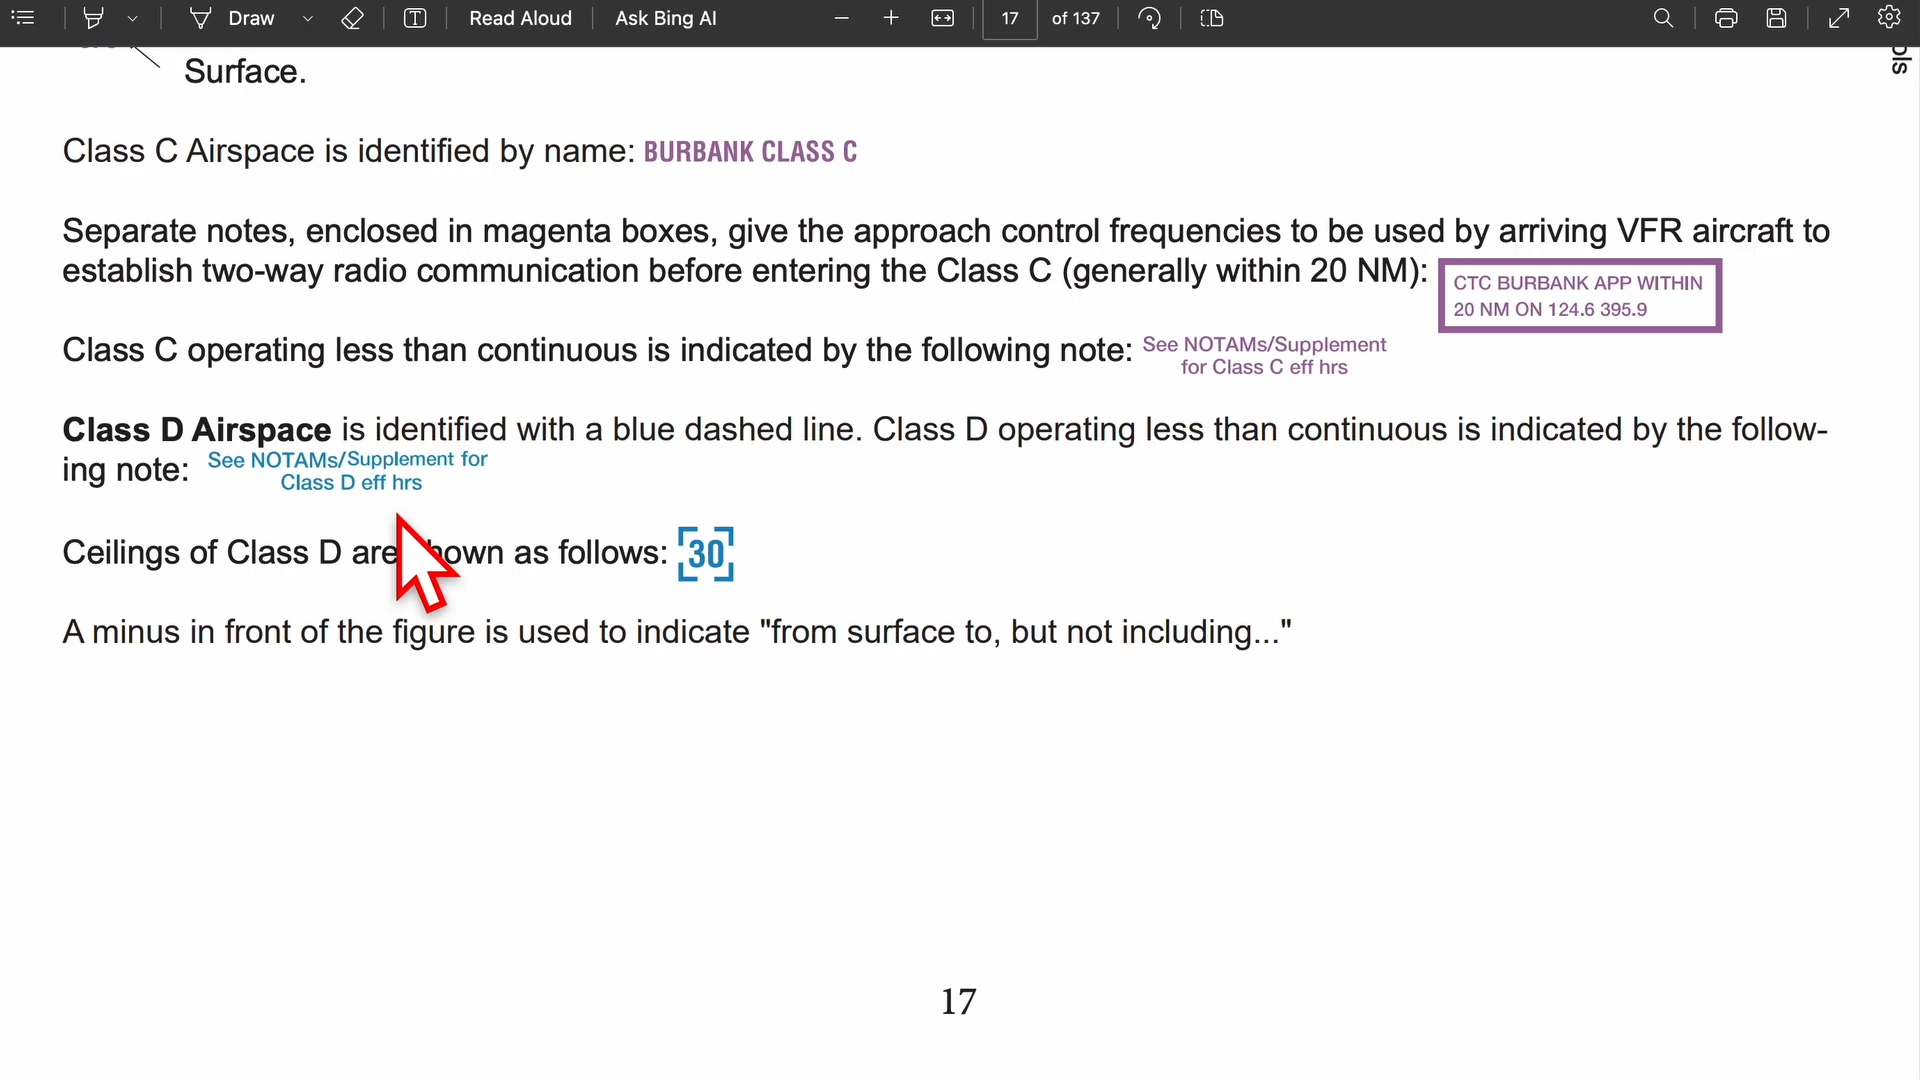 Draw
Read Aloud
Ask Bing AI
17
of 137
ols
Surface.
Class C Airspace is identified by name: BURBANK CLASS C
Separate notes, enclosed in magenta boxes, give the approach control frequencies to be used by arriving VFR aircraft to
establish two-way radio communication before entering the Class C (generally within 20 NM):
CTC BURBANK APP WITHIN
20 NM ON 124.6 395.9
Class C operating less than continuous is indicated by the following note:
See NOTAMs/Supplement
for Class C eff hrs
Class D Airspace is identified with a blue dashed line. Class D operating less than continuous is indicated by the follow-
ing note:
See NOTAMs/Supplement for
Class D eff hrs
Ceilings of Class D are shown as follows: 30
A minus in front of the figure is used to indicate "from surface to, but not including..."
17